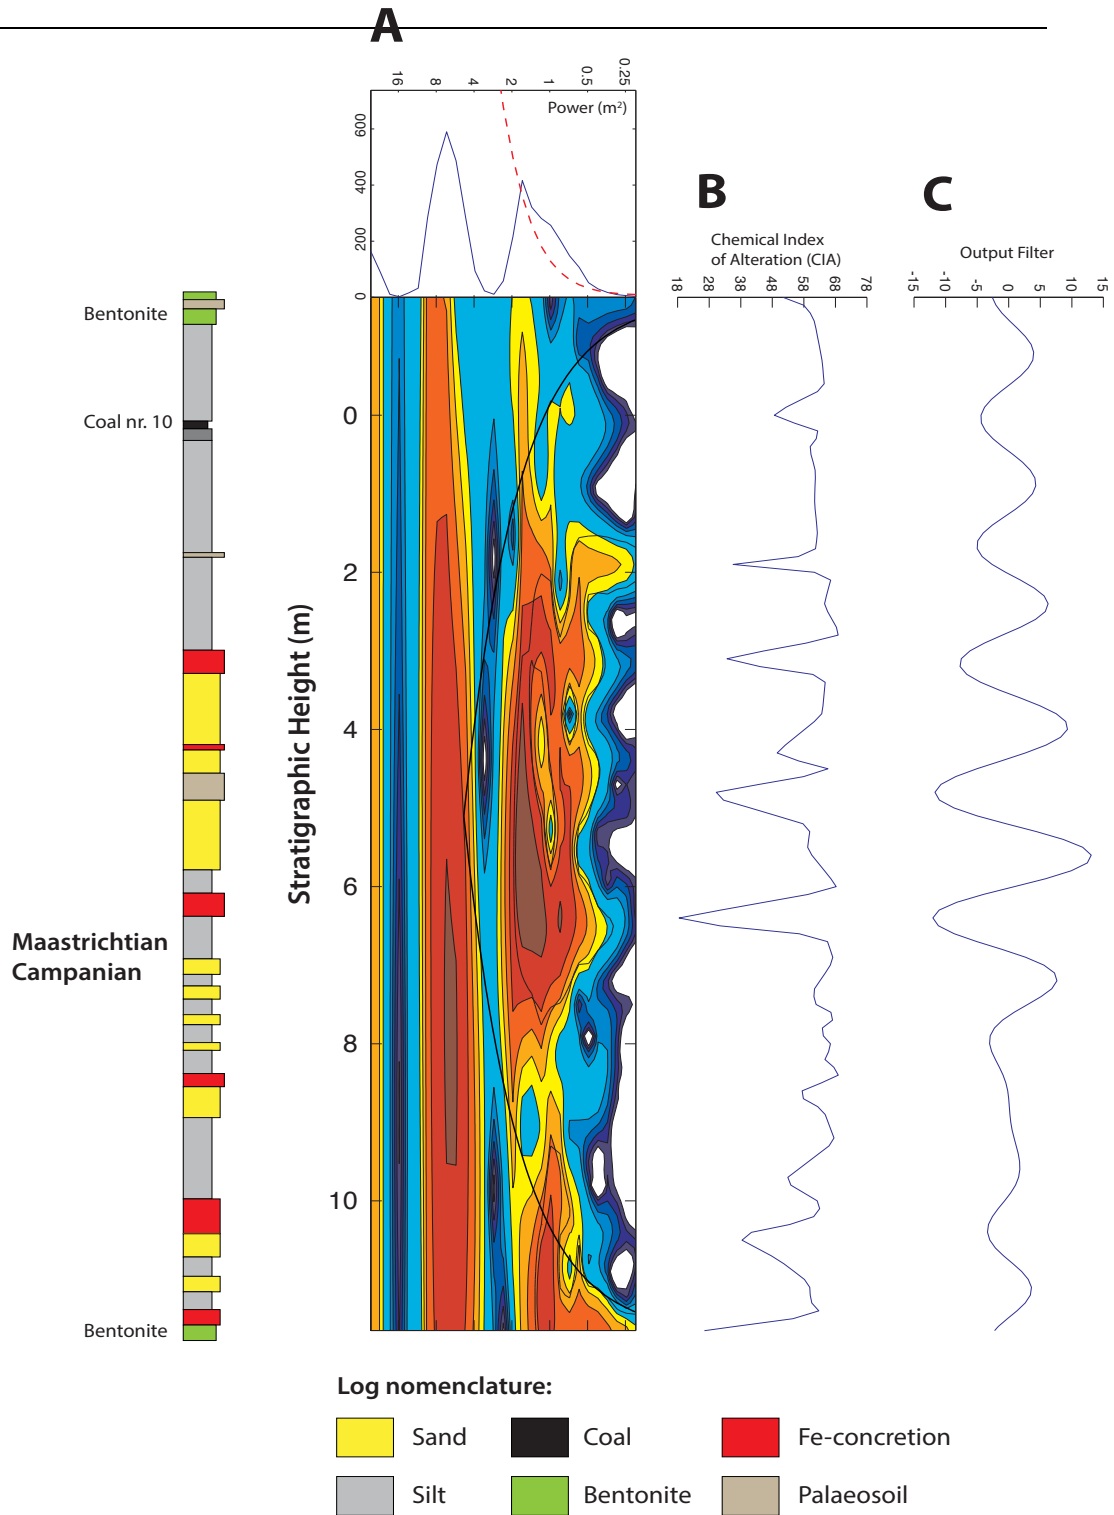 A
16 8 4 2 1 0.5 0.25
Power (m²)
600
400
200
0
B
Chemical Index
of Alteration (CIA)
18 28 38 48 58 68 78
C
Output Filter
-15 -10 -5 0 5 10 15
Bentonite
Coal nr. 10
Maastrichtian
Campanian
Bentonite
Stratigraphic Height (m)
0
2
4
6
8
10
Log nomenclature:
Sand Coal Fe-concretion
Silt Bentonite Palaeosoil